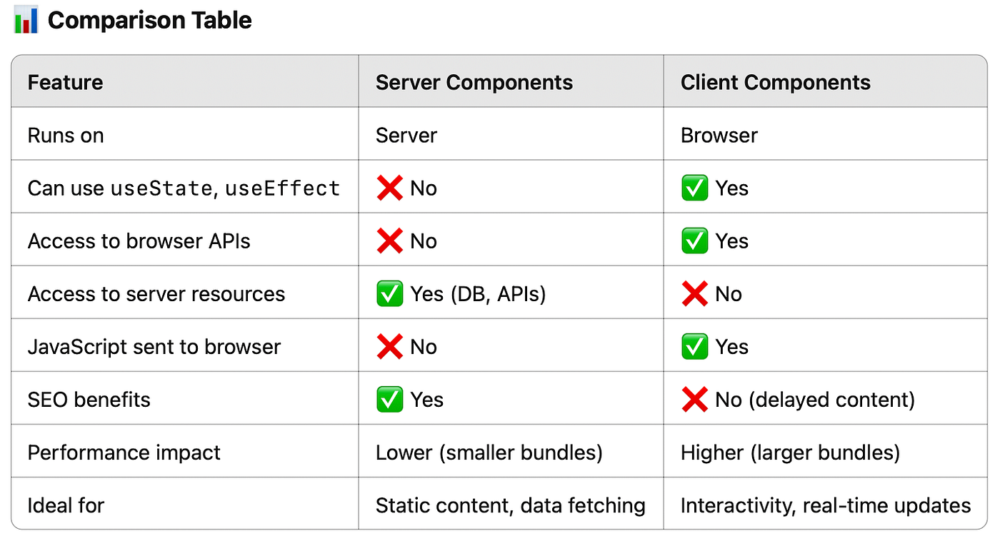 📊 Comparison Table
Feature Server Components Client Components
Runs on Server Browser
Can use useState, useEffect ❌ No ✅ Yes
Access to browser APIs ❌ No ✅ Yes
Access to server resources ✅ Yes (DB, APIs) ❌ No
JavaScript sent to browser ❌ No ✅ Yes
SEO benefits ✅ Yes ❌ No (delayed content)
Performance impact Lower (smaller bundles) Higher (larger bundles)
Ideal for Static content, data fetching Interactivity, real-time updates